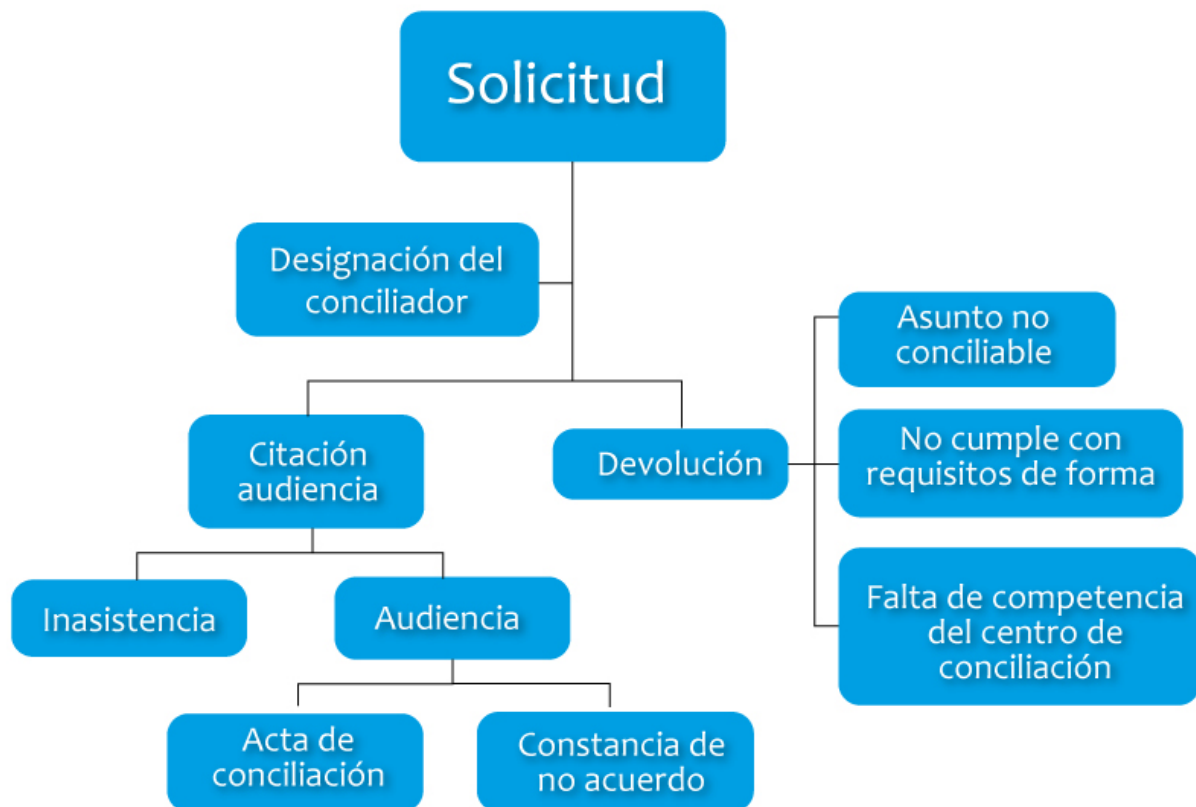 Solicitud
Designación del
conciliador
Citación
audiencia
Devolución
Asunto no
conciliable
No cumple con
requisitos de forma
Falta de competencia
del centro de
conciliación
Inasistencia
Audiencia
Acta de
conciliación
Constancia de
no acuerdo